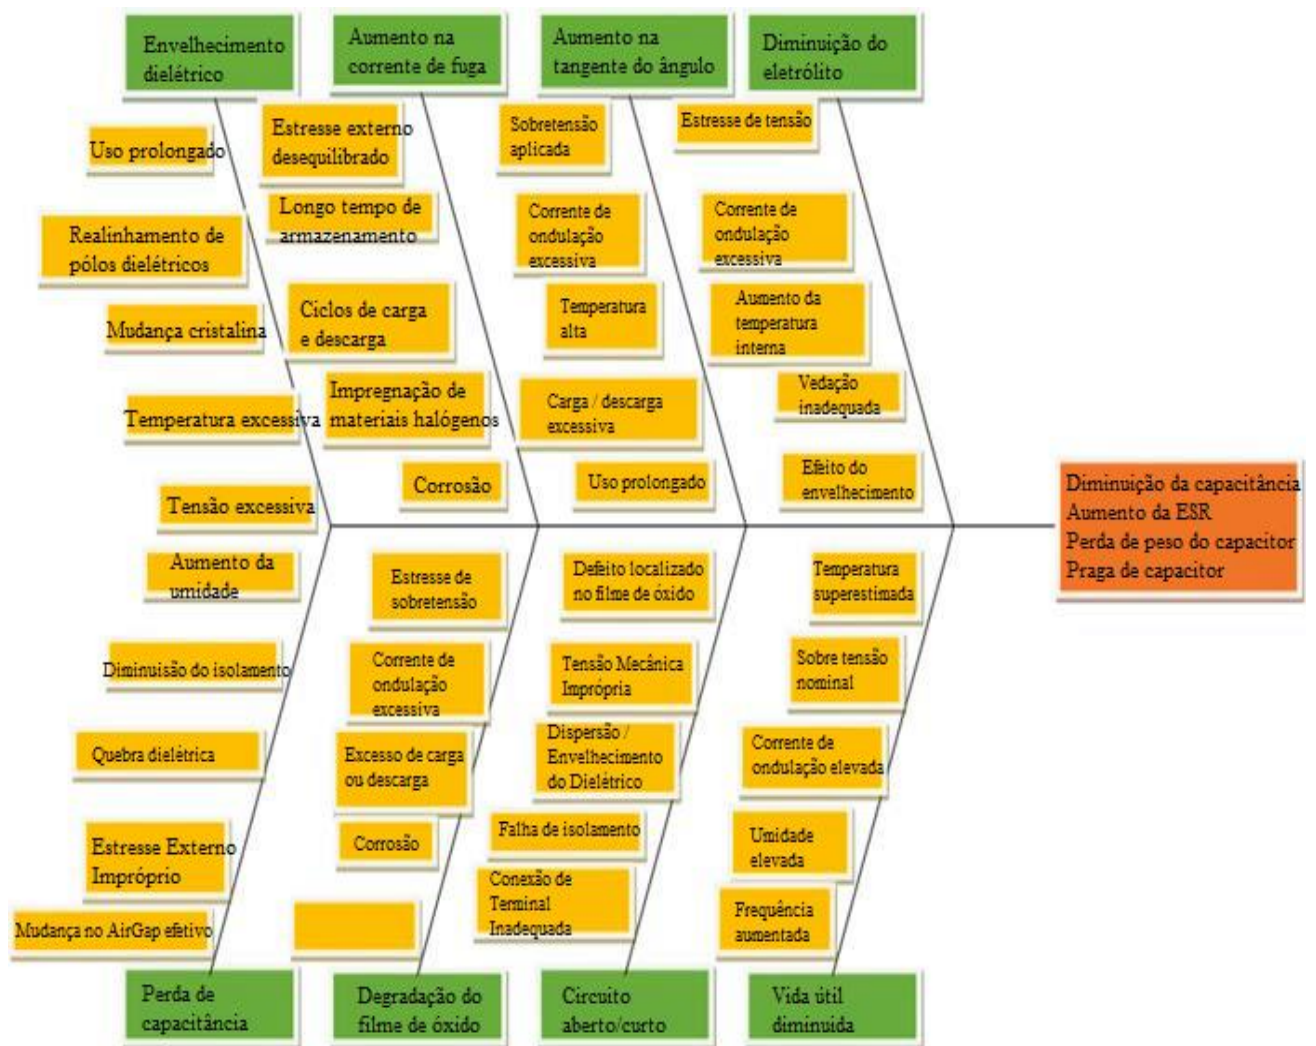 Envelhecimento
dielétrico
Aumento na
corrente de fuga
Aumento na
tangente do ângulo
Diminuição do
eletrólito
Uso prolongado
Realinhamento de
pólos dielétricos
Mudança cristalina
Temperatura excessiva
Tensão excessiva
Estresse externo
desequilibrado
Longo tempo de
armazenamento
Ciclos de carga
e descarga
Impregnação de
materiais halógenos
Corrosão
Sobretensão
aplicada
Corrente de
ondulação
excessiva
Temperatura
alta
Carga / descarga
excessiva
Uso prolongado
Estresse de tensão
Corrente de
ondulação
excessiva
Aumento da
temperatura
interna
Vedação
inadequada
Efeito do
envelhecimento
Diminuição da capacitância
Aumento da ESR
Perda de peso do capacitor
Praga de capacitor
Aumento da
umidade
Diminuisão do isolamento
Quebra dielétrica
Estresse Externo
Impróprio
Mudança no AirGap efetivo
Estresse de
sobretensão
Corrente de
ondulação
excessiva
Excesso de carga
ou descarga
Corrosão
Defeito localizado
no filme de óxido
Tensão Mecânica
Imprópria
Dispersão /
Envelhecimento
do Dielétrico
Falha de isolamento
Conexão de
Terminal
Inadequada
Temperatura
superestimada
Sobre tensão
nominal
Corrente de
ondulação elevada
Umidade
elevada
Frequência
aumentada
Perda de
capacitância
Degradação do
filme de óxido
Circuito
aberto/curto
Vida útil
diminuida